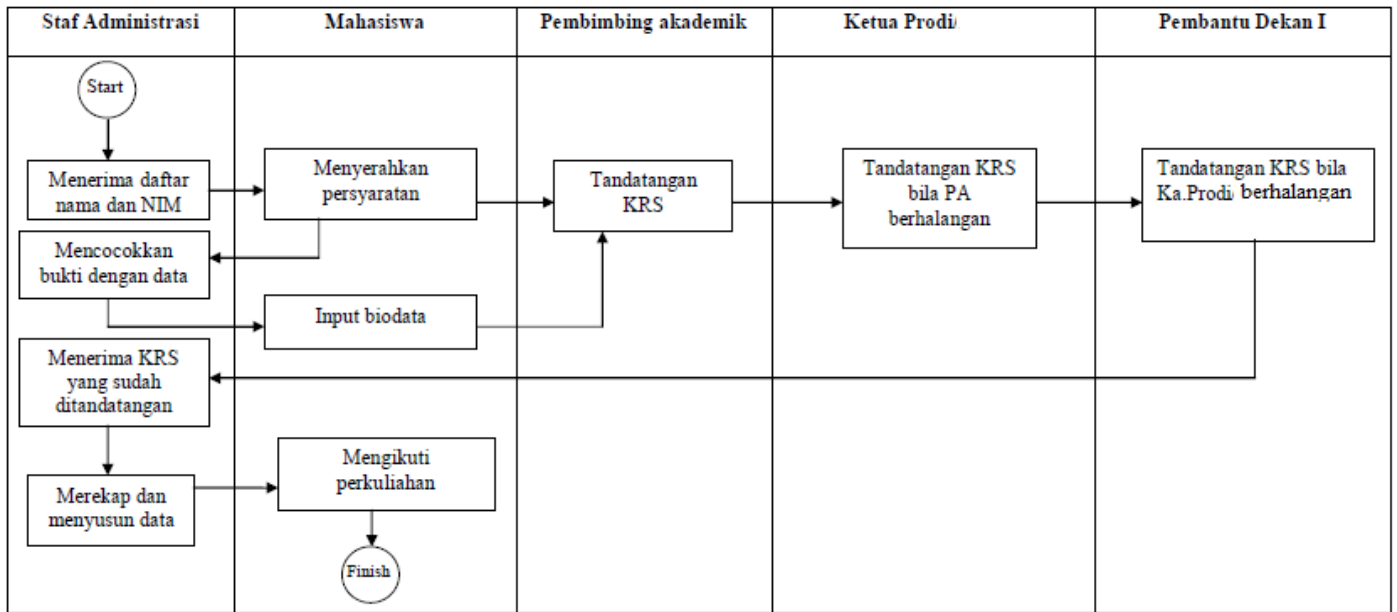 Staf Administrasi
Mahasiswa
Pembimbing akademik
Ketua Prodi/
Pembantu Dekan I
Start
Menerima daftar
nama dan NIM
Menyerahkan
persyaratan
Tandatangan
KRS
Tandatangan KRS
bila PA
berhalangan
Tandatangan KRS bila
Ka.Prodi/ berhalangan
Mencocokkan
bukti dengan data
Input biodata
Menerima KRS
yang sudah
ditandatangan
Mengikuti
perkuliahan
Merekap dan
menyusun data
Finish